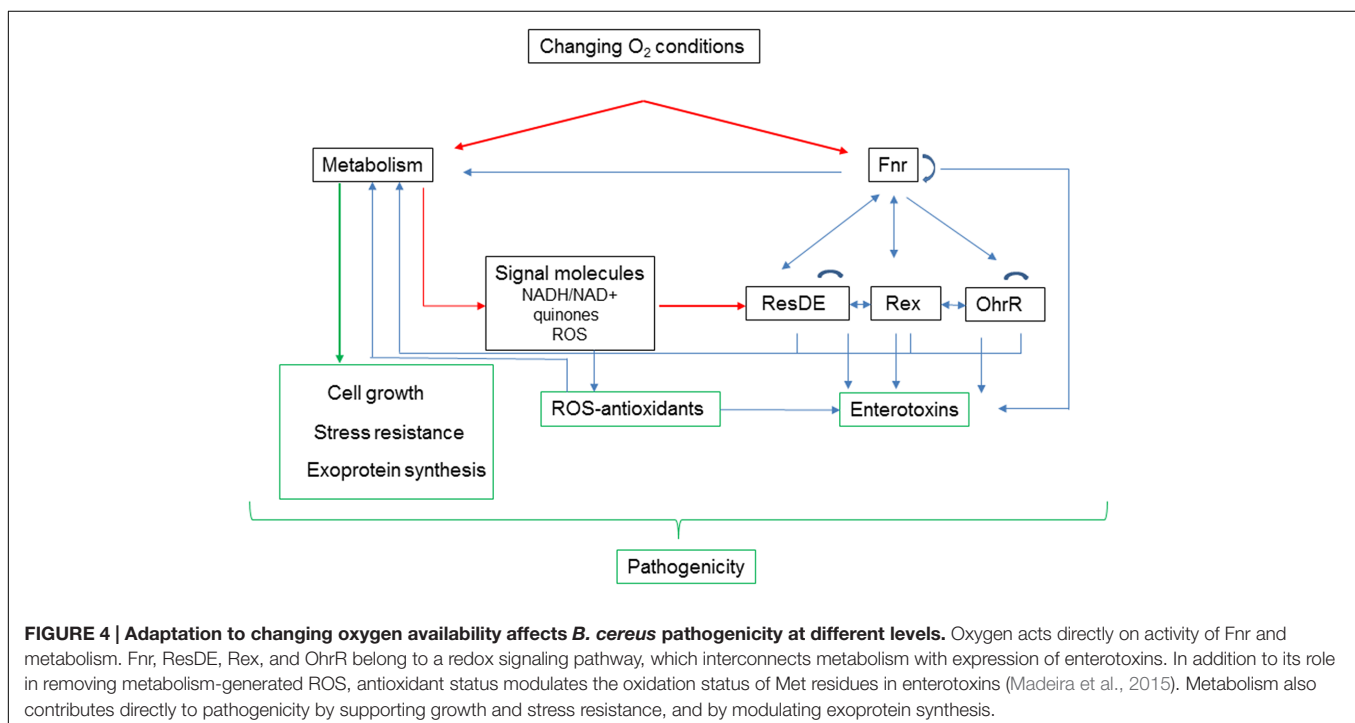 Changing O₂ conditions
Metabolism
Fnr
Signal molecules
NADH/NAD+
quinones
ROS
ResDE
Rex
OhrR
Cell growth
Stress resistance
Exoprotein synthesis
ROS-antioxidants
Enterotoxins
Pathogenicity
FIGURE 4 | Adaptation to changing oxygen availability affects B. cereus pathogenicity at different levels. Oxygen acts directly on activity of Fnr and
metabolism. Fnr, ResDE, Rex, and OhrR belong to a redox signaling pathway, which interconnects metabolism with expression of enterotoxins. In addition to its role
in removing metabolism-generated ROS, antioxidant status modulates the oxidation status of Met residues in enterotoxins (Madeira et al., 2015). Metabolism also
contributes directly to pathogenicity by supporting growth and stress resistance, and by modulating exoprotein synthesis.